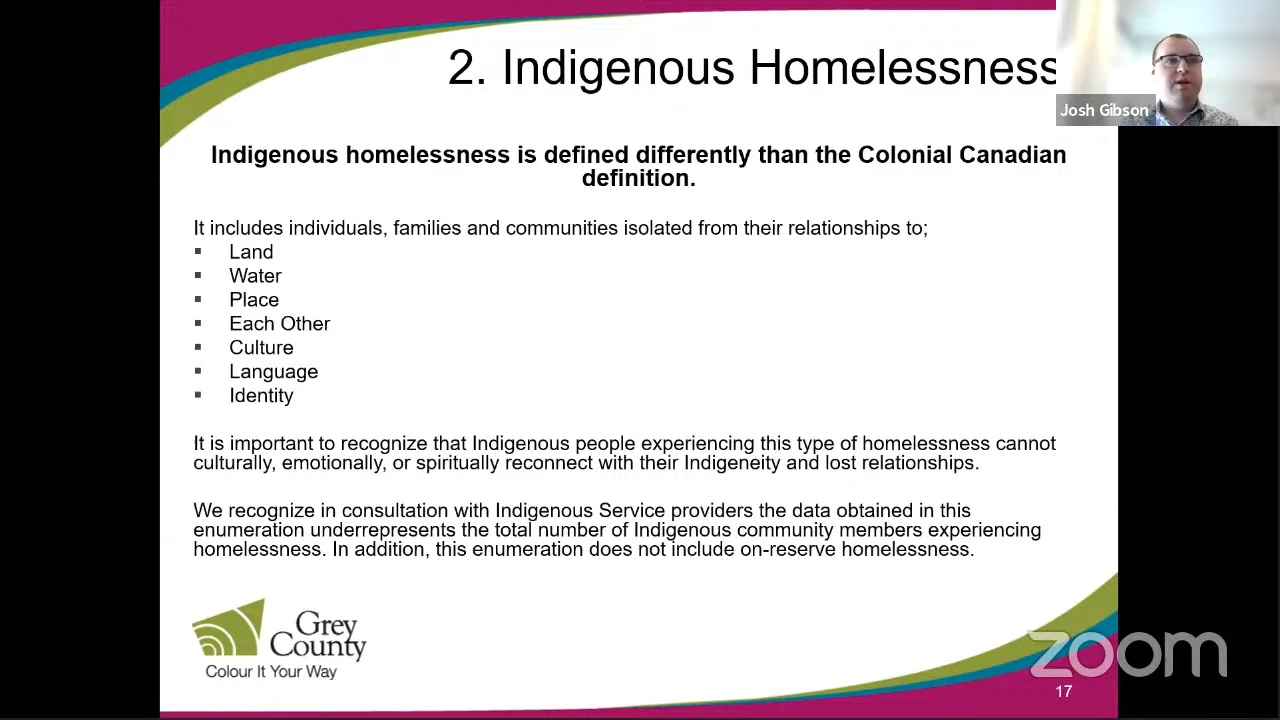 2. Indigenous Homelessness
Josh Gibson
Indigenous homelessness is defined differently than the Colonial Canadian
definition.
It includes individuals, families and communities isolated from their relationships to;
▪ Land
▪ Water
▪ Place
▪ Each Other
▪ Culture
▪ Language
▪ Identity
It is important to recognize that Indigenous people experiencing this type of homelessness cannot
culturally, emotionally, or spiritually reconnect with their Indigeneity and lost relationships.
We recognize in consultation with Indigenous Service providers the data obtained in this
enumeration underrepresents the total number of Indigenous community members experiencing
homelessness. In addition, this enumeration does not include on-reserve homelessness.
Grey
County
Colour It Your Way
zoom
17